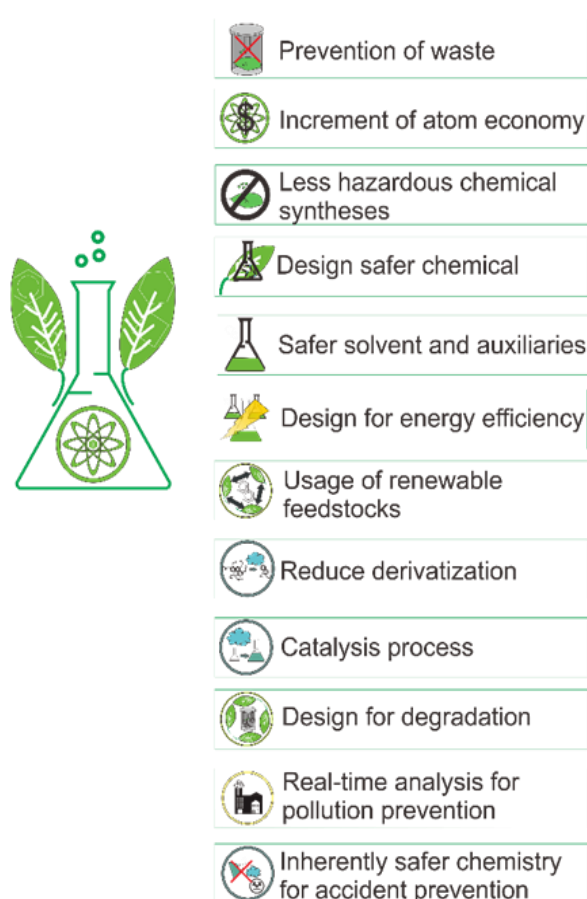 Prevention of waste
$
Increment of atom economy
Less hazardous chemical
syntheses
Design safer chemical
Safer solvent and auxiliaries
Design for energy efficiency
Usage of renewable
feedstocks
Reduce derivatization
Catalysis process
Design for degradation
Real-time analysis for
pollution prevention
Inherently safer chemistry
for accident prevention